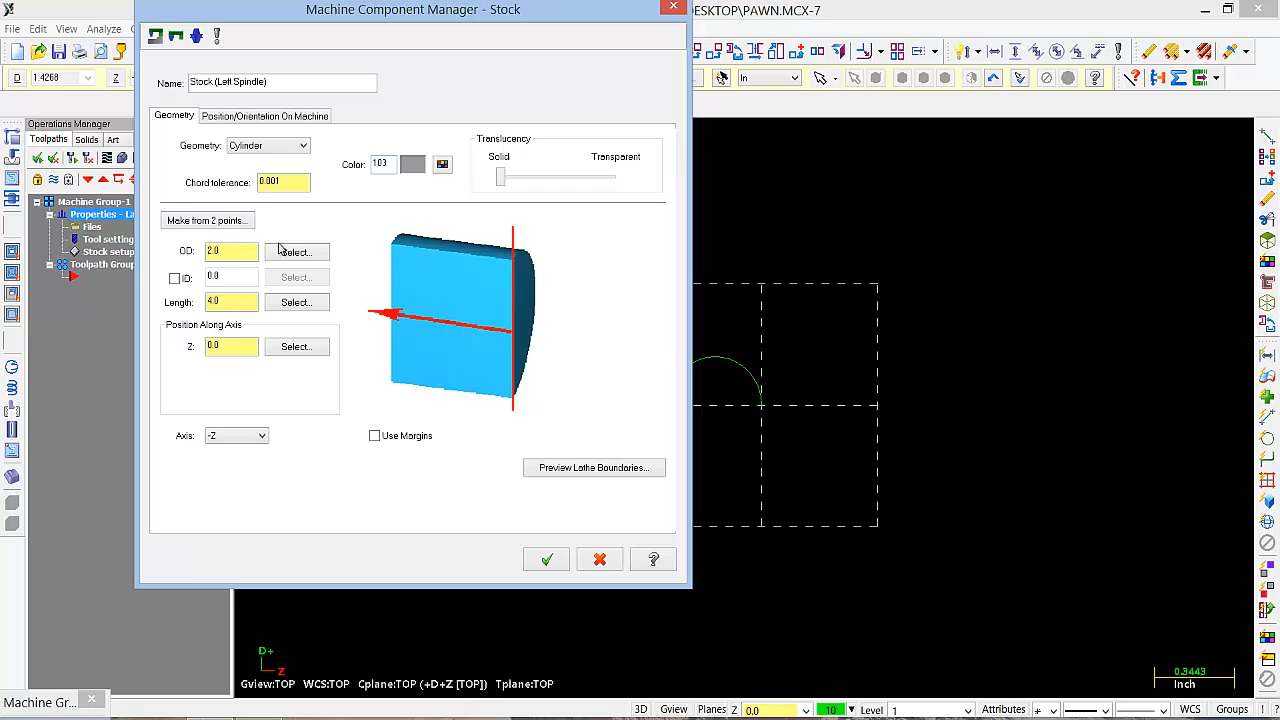 Machine Component Manager - Stock
DESKTOP\PAWN.MCX-7
File Edit View Analyze
D 1.4268 Z In
Name: Stock (Left Spindle)
Geometry Position/Orientation On Machine
Operations Manager
Toolpaths Solids Art
Geometry: Cylinder
Color: 103
Translucency
Solid Transparent
Chord tolerance: 0.001
Machine Group-1
Properties - La
Files
Tool setting
Stock setup
Toolpath Group
Make from 2 points...
OD: 2.0 Select...
ID: 0.0 Select...
Length: 4.0 Select...
Position Along Axis
Z: 0.0 Select...
Axis: -Z
Use Margins
Preview Lathe Boundaries...
D+
Z
0.3443
Inch
Gview:TOP WCS:TOP Cplane:TOP (+D+Z [TOP]) Tplane:TOP
Machine Gr...
3D Gview Planes Z 0.0 10 Level 1 Attributes WCS Groups